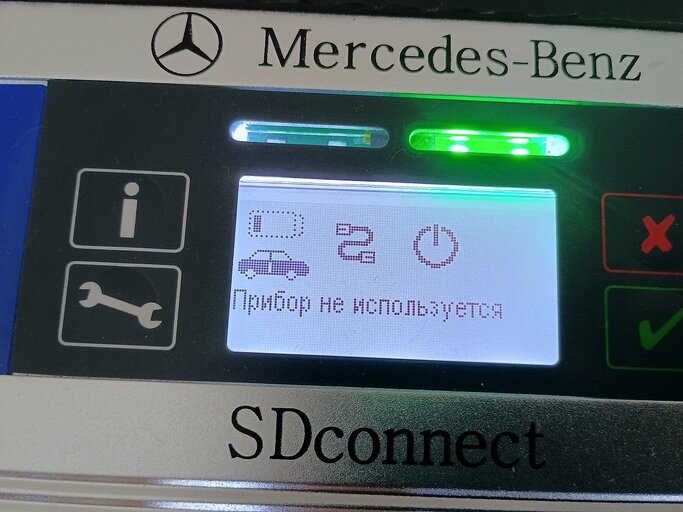 Mercedes-Benz
i
Прибор не используется
SDconnect